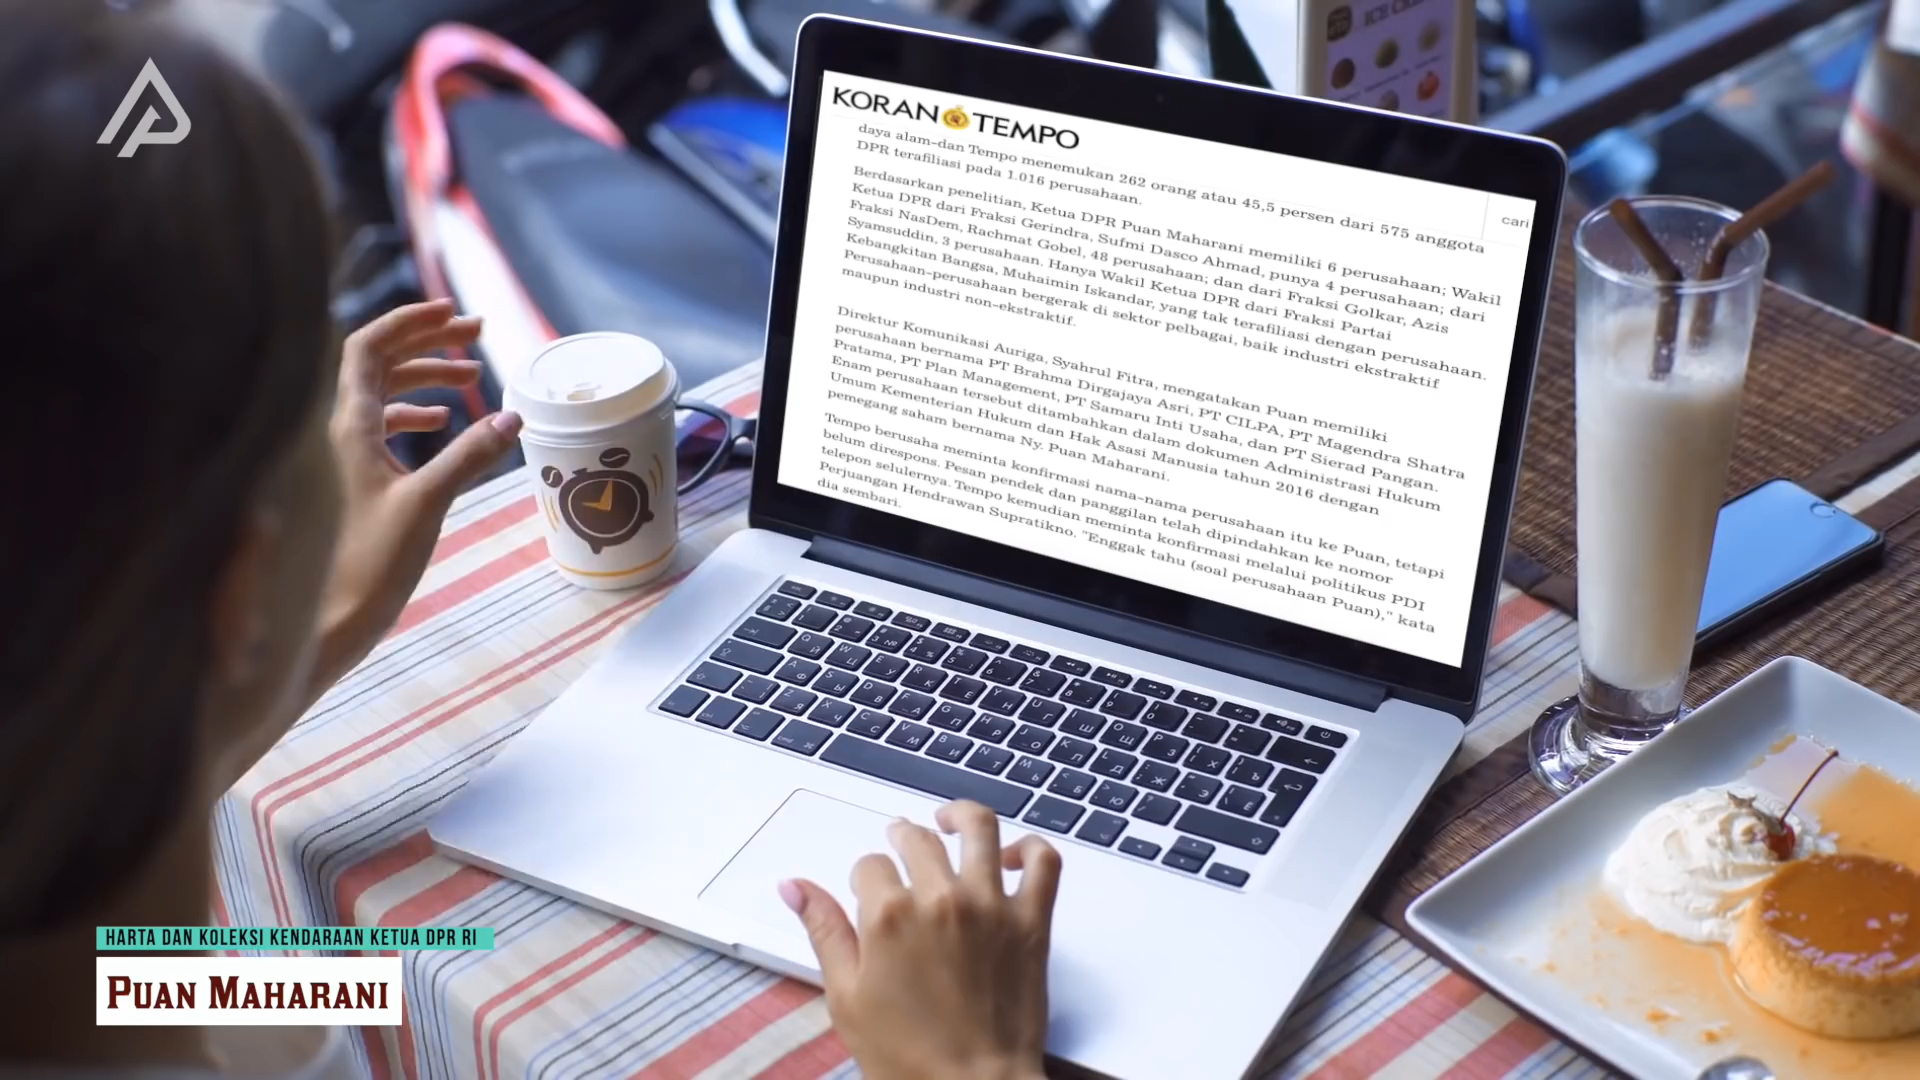 KORAN TEMPO
daya alam-dan Tempo menemukan 262 orang atau 45,5 persen dari 575 anggota
DPR terafiliasi pada 1.016 perusahaan.
cari
Berdasarkan penelitian, Ketua DPR Puan Maharani memiliki 6 perusahaan; Wakil
Ketua DPR dari Fraksi Gerindra, Sufmi Dasco Ahmad, punya 4 perusahaan; dari
Fraksi NasDem, Rachmat Gobel, 48 perusahaan; dan dari Fraksi Golkar, Azis
Syamsuddin, 3 perusahaan. Hanya Wakil Ketua DPR dari Fraksi Partai
Kebangkitan Bangsa, Muhaimin Iskandar, yang tak terafiliasi dengan perusahaan.
Perusahaan-perusahaan bergerak di sektor pelbagai, baik industri ekstraktif
maupun industri non-ekstraktif.
Direktur Komunikasi Auriga, Syahrul Fitra, mengatakan Puan memiliki
perusahaan bernama PT Brahma Dirgajaya Asri, PT CILPA, PT Magendra Shatra
Pratama, PT Plan Management, PT Samaru Inti Usaha, dan PT Sierad Pangan.
Enam perusahaan tersebut ditambahkan dalam dokumen Administrasi Hukum
Umum Kementerian Hukum dan Hak Asasi Manusia tahun 2016 dengan
pemegang saham bernama Ny. Puan Maharani.
Tempo berusaha meminta konfirmasi nama-nama perusahaan itu ke Puan, tetapi
belum direspons. Pesan pendek dan panggilan telah dipindahkan ke nomor
telepon selulernya. Tempo kemudian meminta konfirmasi melalui politikus PDI
Perjuangan Hendrawan Supratikno. "Enggak tahu (soal perusahaan Puan)," kata
dia sembari.
HARTA DAN KOLEKSI KENDARAAN KETUA DPR RI
PUAN MAHARANI